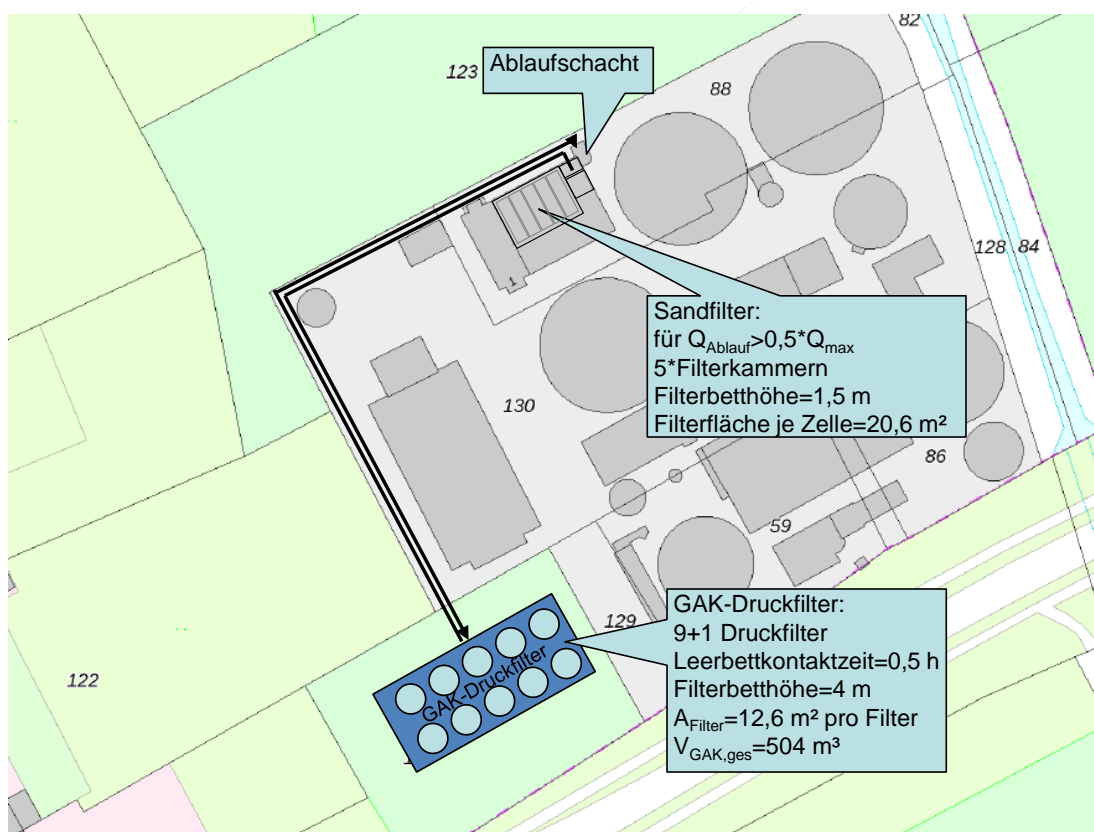 82
123
Ablaufschacht
88
128
84
1
Sandfilter:
für Q_Ablauf>0,5*Q_max
5*Filterkammern
Filterbetthöhe=1,5 m
Filterfläche je Zelle=20,6 m²
130
86
59
129
GAK-Druckfilter:
9+1 Druckfilter
Leerbettkontaktzeit=0,5 h
Filterbetthöhe=4 m
A_Filter=12,6 m² pro Filter
V_GAK,ges=504 m³
GAK-Druckfilter
122